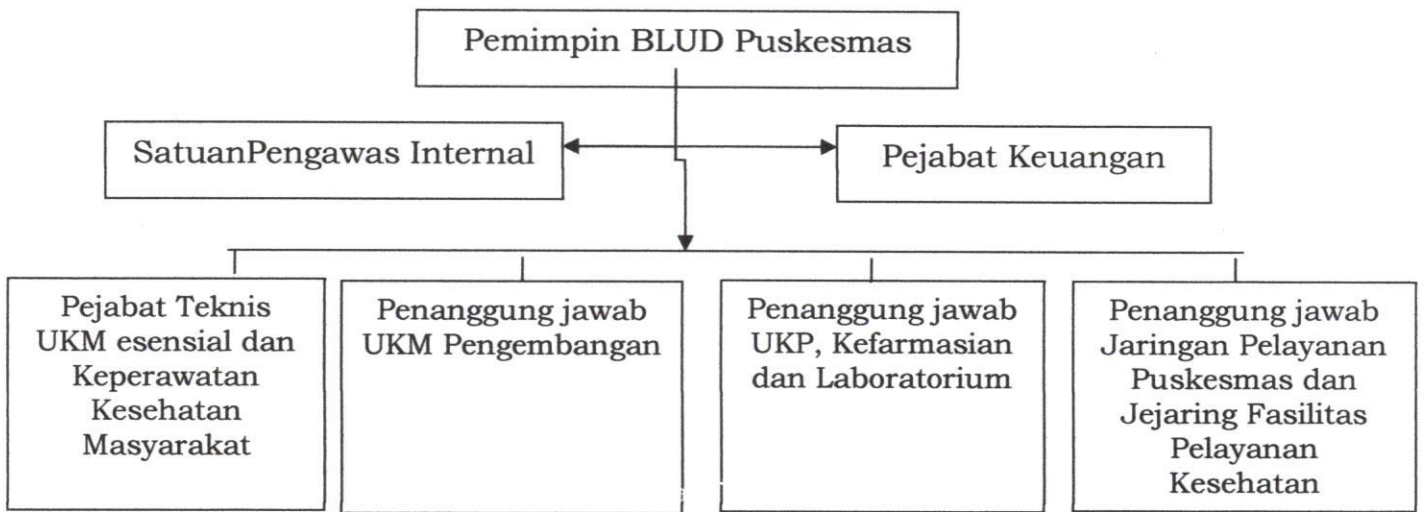 Pemimpin BLUD Puskesmas
SatuanPengawas Internal
Pejabat Keuangan
Pejabat Teknis
UKM esensial dan
Keperawatan
Kesehatan
Masyarakat
Penanggung jawab
UKM Pengembangan
Penanggung jawab
UKP, Kefarmasian
dan Laboratorium
Penanggung jawab
Jaringan Pelayanan
Puskesmas dan
Jejaring Fasilitas
Pelayanan
Kesehatan